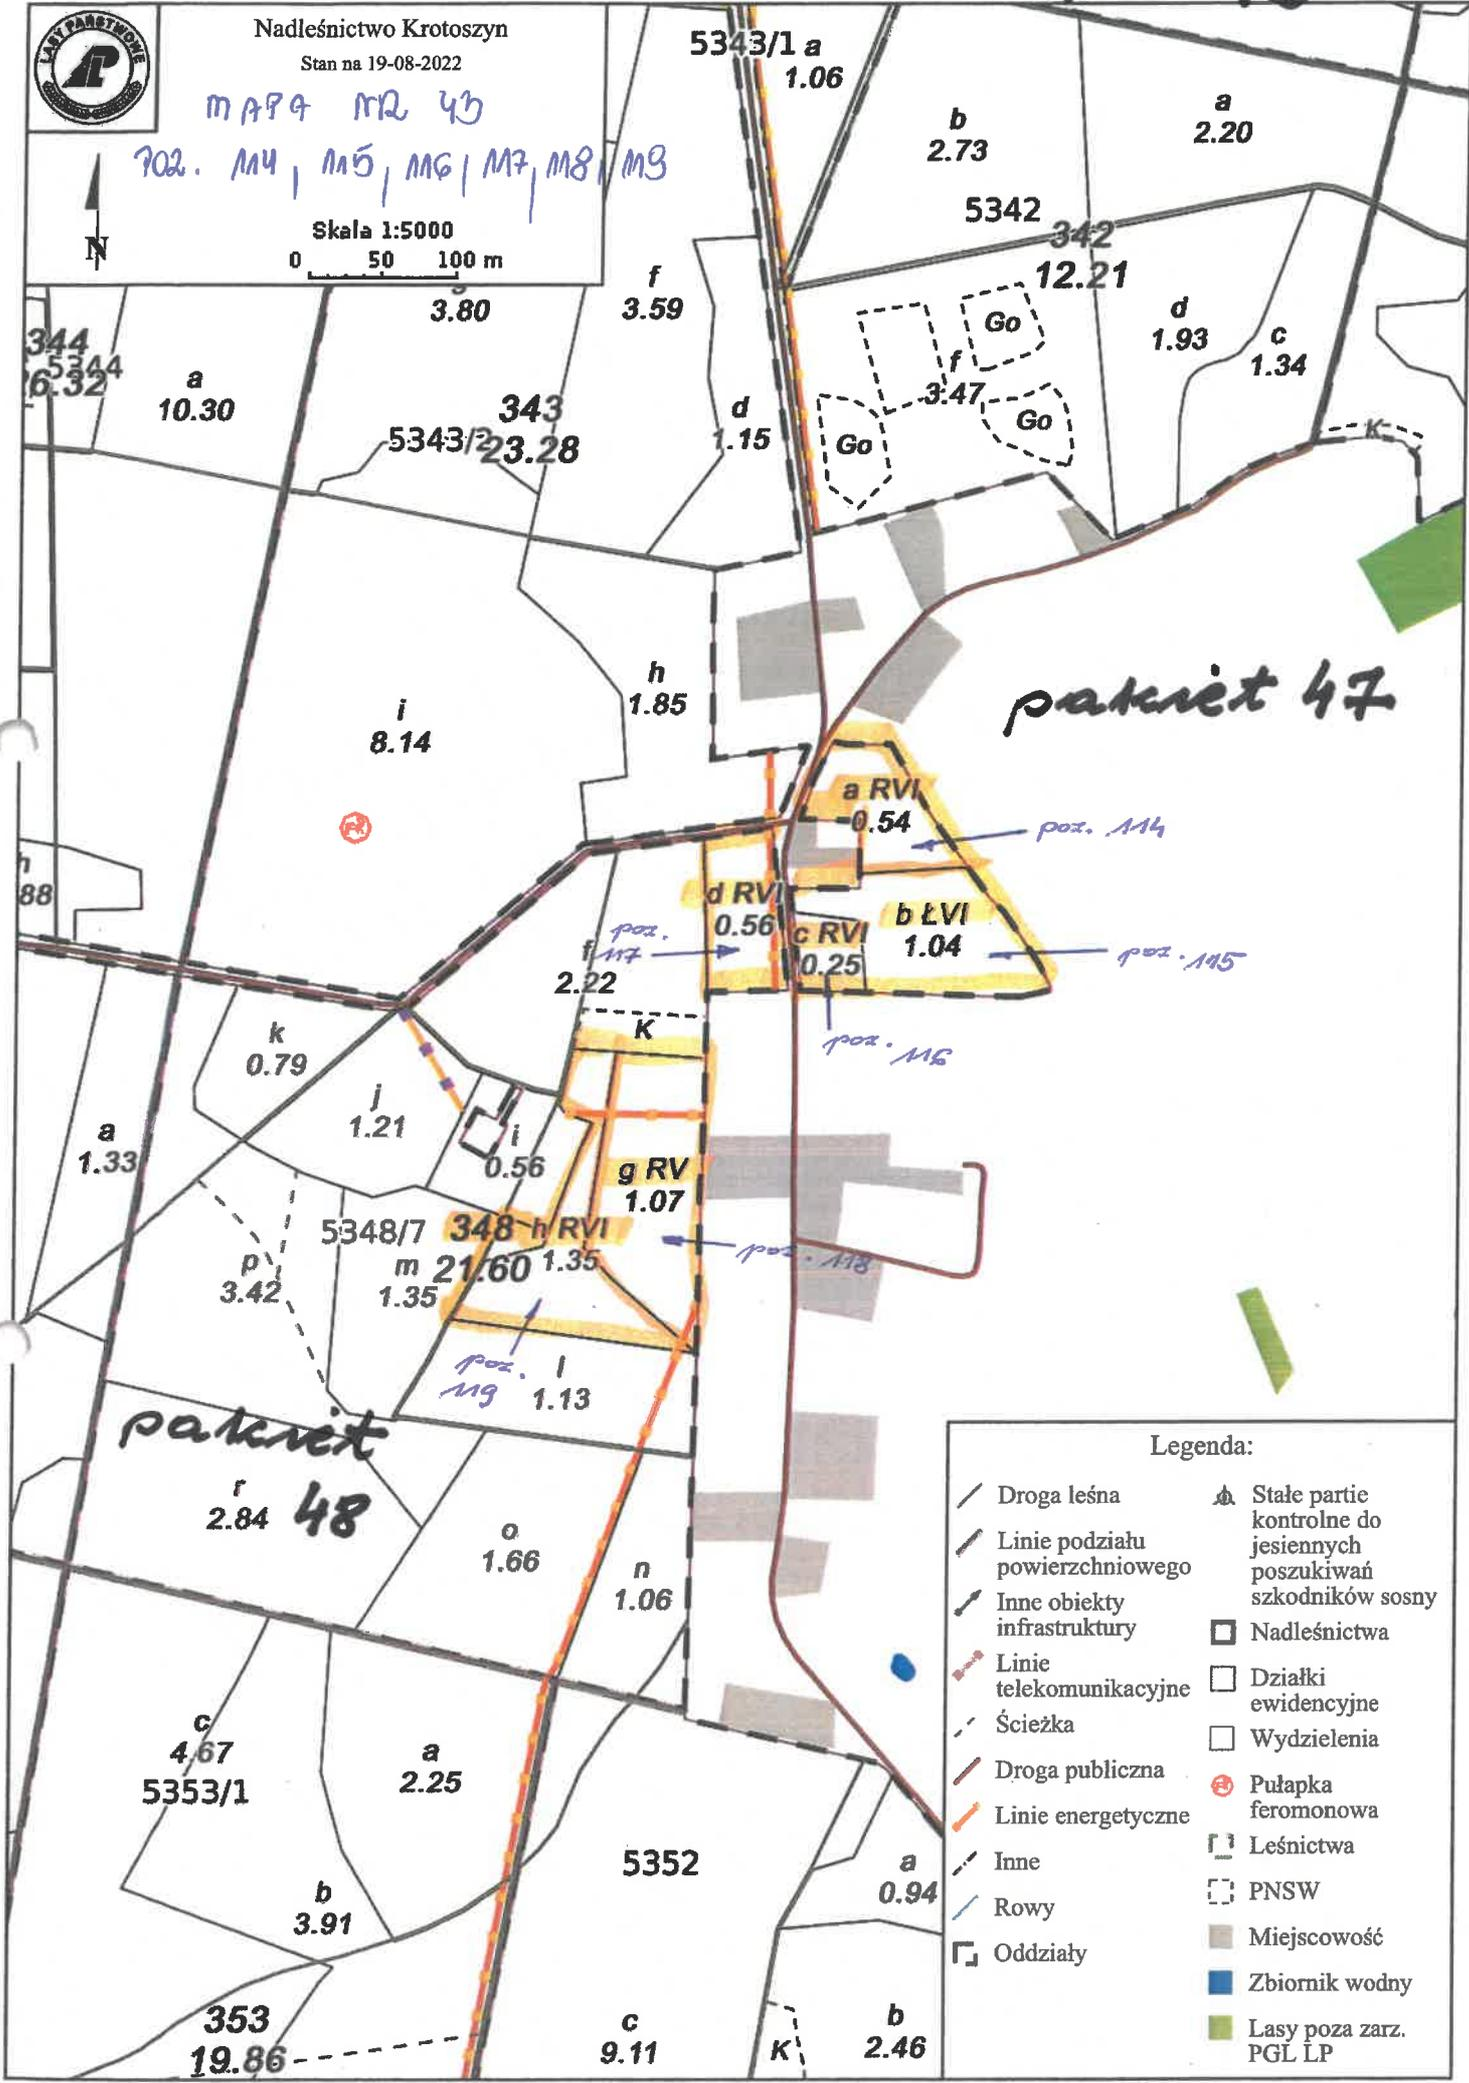 LASY PAŃSTWOWE
Nadleśnictwo Krotoszyn
Stan na 19-08-2022
MAPA NR 43
POZ. 114, 115, 116, 117, 118, 119
N
Skala 1:5000
0 50 100 m
5343/1 a
1.06
b
2.73
a
2.20
5342
342
12.21
f
3.59
3.80
344
5344
6.32
a
10.30
343
5343/2
23.28
d
1.15
Go
f
3.47
Go
Go
d
1.93
c
1.34
K
h
1.85
i
8.14
pakiet 47
a RVI
0.54
poz. 114
h
88
d RVI
0.56
b ŁVI
1.04
c RVI
0.25
poz. 117
poz. 115
f
2.22
K
poz. 116
k
0.79
j
1.21
a
1.33
i
0.56
g RV
1.07
5348/7
348
h RVI
1.35
21.60
poz. 118
p
3.42
m
1.35
poz. 119
l
1.13
pakiet
48
r
2.84
o
1.66
n
1.06
c
4.67
5353/1
a
2.25
b
3.91
5352
a
0.94
353
19.86
c
9.11
K
b
2.46
Legenda:
Droga leśna
Linie podziału
powierzchniowego
Inne obiekty
infrastruktury
Linie
telekomunikacyjne
Ścieżka
Droga publiczna
Linie energetyczne
Inne
Rowy
Oddziały
Stałe partie
kontrolne do
jesiennych
poszukiwań
szkodników sosny
Nadleśnictwa
Działki
ewidencyjne
Wydzielenia
Pułapka
feromonowa
Leśnictwa
PNSW
Miejscowość
Zbiornik wodny
Lasy poza zarz.
PGL LP